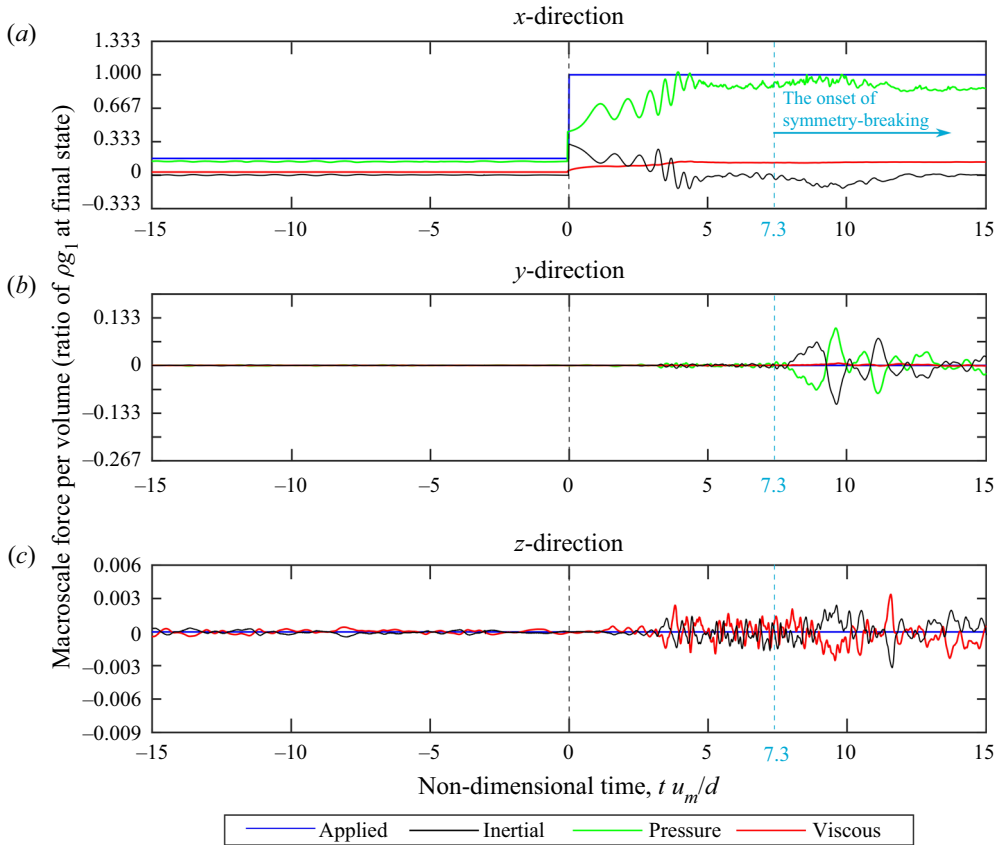 x-direction
(a)
1.333
1.000
0.667
0.333
0
–0.333
The onset of
symmetry-breaking
–15 –10 –5 0 5 7.3 10 15
y-direction
(b)
0.133
0
–0.133
–0.267
–15 –10 –5 0 5 7.3 10 15
z-direction
(c)
0.006
0.003
0
–0.003
–0.006
–0.009
–15 –10 –5 0 5 7.3 10 15
Macroscale force per volume (ratio of ρg1 at final state)
Non-dimensional time, t um/d
Applied Inertial Pressure Viscous